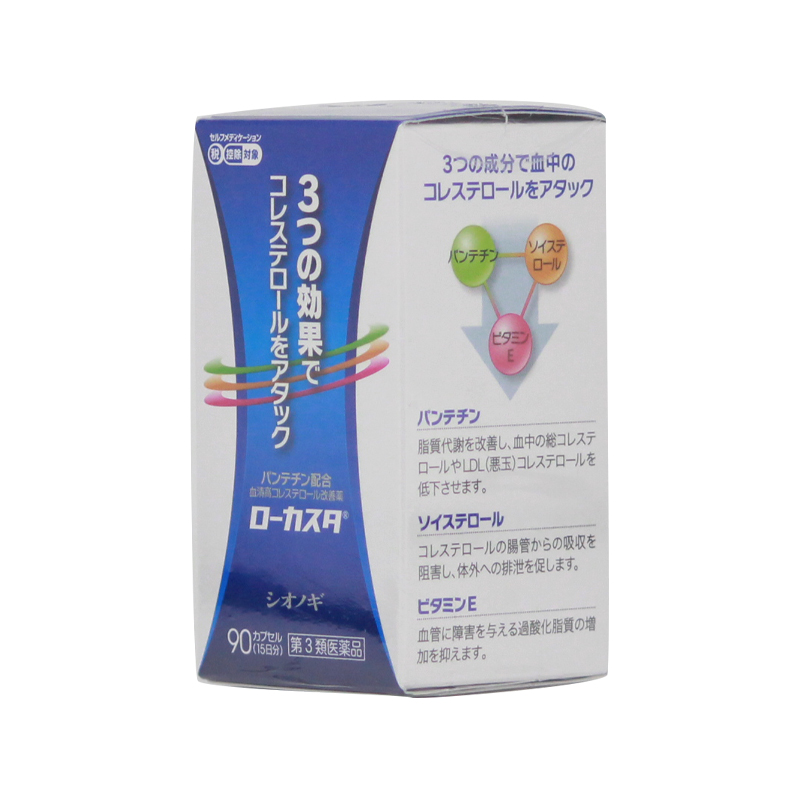 セルフメディケーション
税 控除 対象
3つの効果で
コレステロールをアタック
パンテチン配合
血清高コレステロール改善薬
ローカスタ®
シオノギ
90カプセル
(15日分)
第3類医薬品
3つの成分で血中の
コレステロールをアタック
パンテチン
ソイステ
ロール
ビタミン
E
パンテチン
脂質代謝を改善し、血中の総コレステ
ロールやLDL(悪玉)コレステロールを
低下させます。
ソイステロール
コレステロールの腸管からの吸収を
阻害し、体外への排泄を促します。
ビタミンE
血管に障害を与える過酸化脂質の増
加を抑えます。